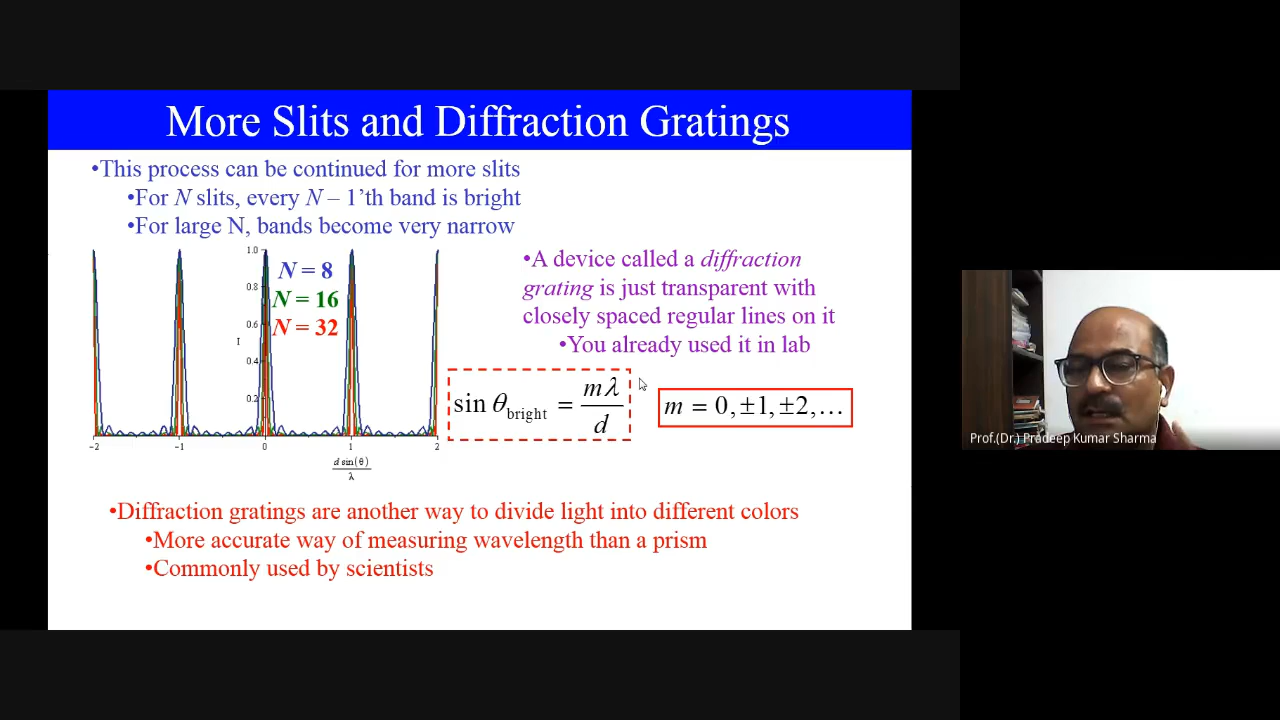 More Slits and Diffraction Gratings
•This process can be continued for more slits
•For N slits, every N – 1’th band is bright
•For large N, bands become very narrow
1.0
0.8
0.6
I
0.4
0.2
-2
-1
0
1
2
d sin(θ)
λ
N = 8
N = 16
N = 32
•A device called a diffraction
grating is just transparent with
closely spaced regular lines on it
•You already used it in lab
sin θbright = mλ/d
m = 0, ±1, ±2, …
•Diffraction gratings are another way to divide light into different colors
•More accurate way of measuring wavelength than a prism
•Commonly used by scientists
Prof.(Dr.) Pradeep Kumar Sharma